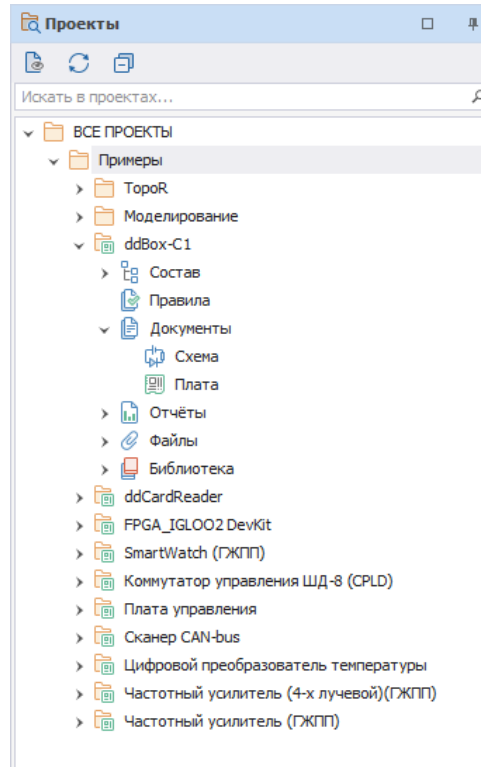 Проекты
Искать в проектах...
ВСЕ ПРОЕКТЫ
Примеры
TopoR
Моделирование
ddBox-C1
Состав
Правила
Документы
Схема
Плата
Отчёты
Файлы
Библиотека
ddCardReader
FPGA_IGLOO2 DevKit
SmartWatch (ГЖПП)
Коммутатор управления ШД-8 (CPLD)
Плата управления
Сканер CAN-bus
Цифровой преобразователь температуры
Частотный усилитель (4-х лучевой)(ГЖПП)
Частотный усилитель (ГЖПП)